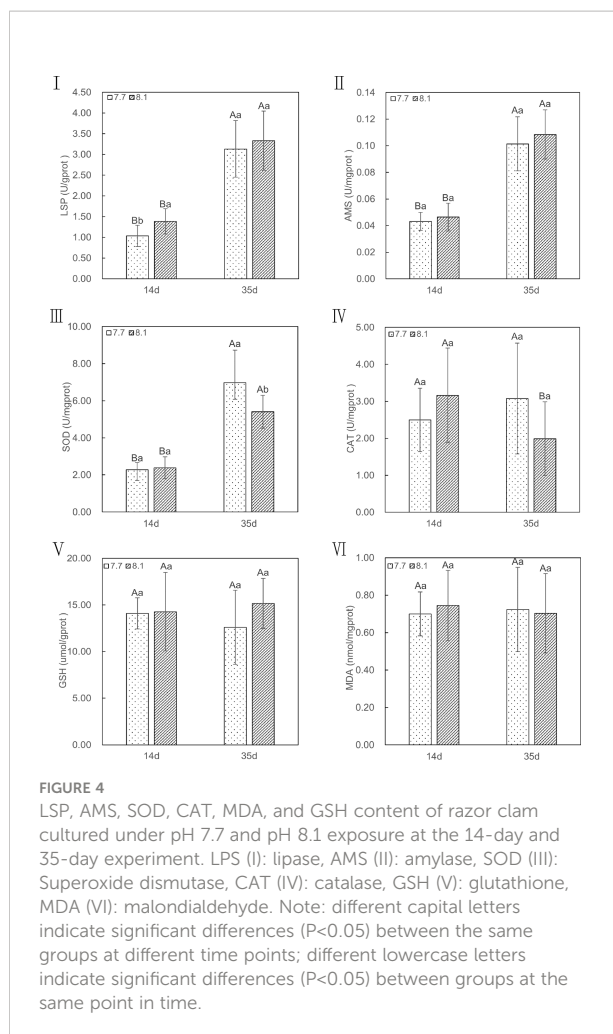 Ⅰ
7.7 8.1
4.50
4.00
3.50
3.00
2.50
2.00
1.50
1.00
0.50
0.00
LSP (U/gprot )
Bb
Ba
Aa
Aa
14d
35d
Ⅱ
7.7 8.1
0.14
0.12
0.10
0.08
0.06
0.04
0.02
0.00
AMS (U/mgprot )
Ba
Ba
Aa
Aa
14d
35d
Ⅲ
7.7 8.1
10.00
8.00
6.00
4.00
2.00
0.00
SOD (U/mgprot)
Ba
Ba
Aa
Ab
14d
35d
Ⅳ
7.7 8.1
5.00
4.00
3.00
2.00
1.00
0.00
CAT (U/mgprot)
Aa
Aa
Aa
Ba
14d
35d
Ⅴ
7.7 8.1
20.00
15.00
10.00
5.00
0.00
GSH (umol/gprot)
Aa
Aa
Aa
Aa
14d
35d
Ⅵ
7.7 8.1
1.00
0.80
0.60
0.40
0.20
0.00
MDA (nmol/mgprot)
Aa
Aa
Aa
Aa
14d
35d
FIGURE 4
LSP, AMS, SOD, CAT, MDA, and GSH content of razor clam
cultured under pH 7.7 and pH 8.1 exposure at the 14-day and
35-day experiment. LPS (I): lipase, AMS (II): amylase, SOD (III):
Superoxide dismutase, CAT (IV): catalase, GSH (V): glutathione,
MDA (VI): malondialdehyde. Note: different capital letters
indicate significant differences (P<0.05) between the same
groups at different time points; different lowercase letters
indicate significant differences (P<0.05) between groups at the
same point in time.